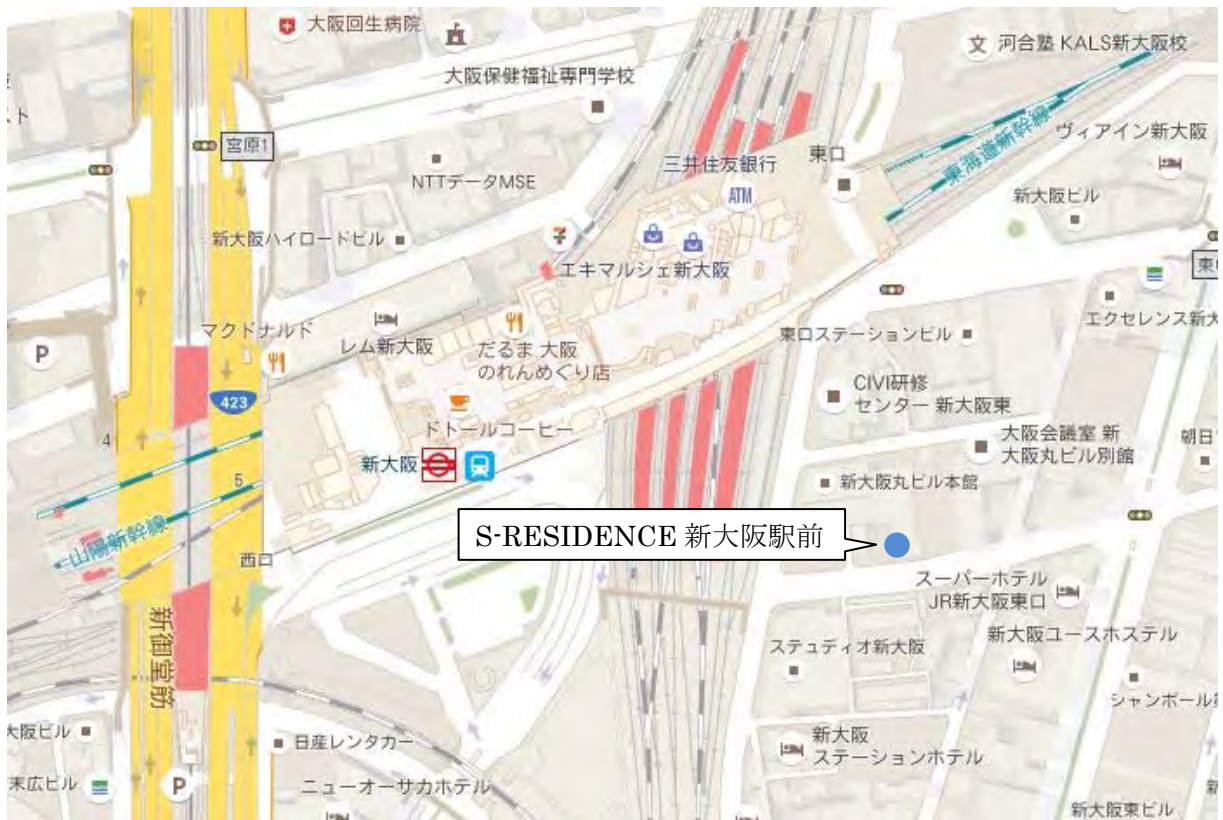 大阪回生病院
文 河合塾 KALS新大阪校
大阪保健福祉専門学校
ト
宮原1
ヴィアイン新大阪
東海道新幹線
東口
三井住友銀行
ATM
NTTデータMSE
新大阪ビル
新大阪ハイロードビル
7
エキマルシェ新大阪
エクセレンス新大
マクドナルド
レム新大阪
だるま 大阪
のれんめぐり店
東口ステーションビル
P
423
CIVI研修
センター 新大阪東
ドトールコーヒー
4
大阪会議室 新
大阪丸ビル別館
朝日
新大阪
5
新大阪丸ビル本館
山陽新幹線
S-RESIDENCE 新大阪駅前
西口
スーパーホテル
JR新大阪東口
新御堂筋
ステュディオ新大阪
新大阪ユースホステル
シャンボール
大阪ビル
日産レンタカー
新大阪
ステーションホテル
末広ビル
P
ニューオーサカホテル
新大阪東ビル